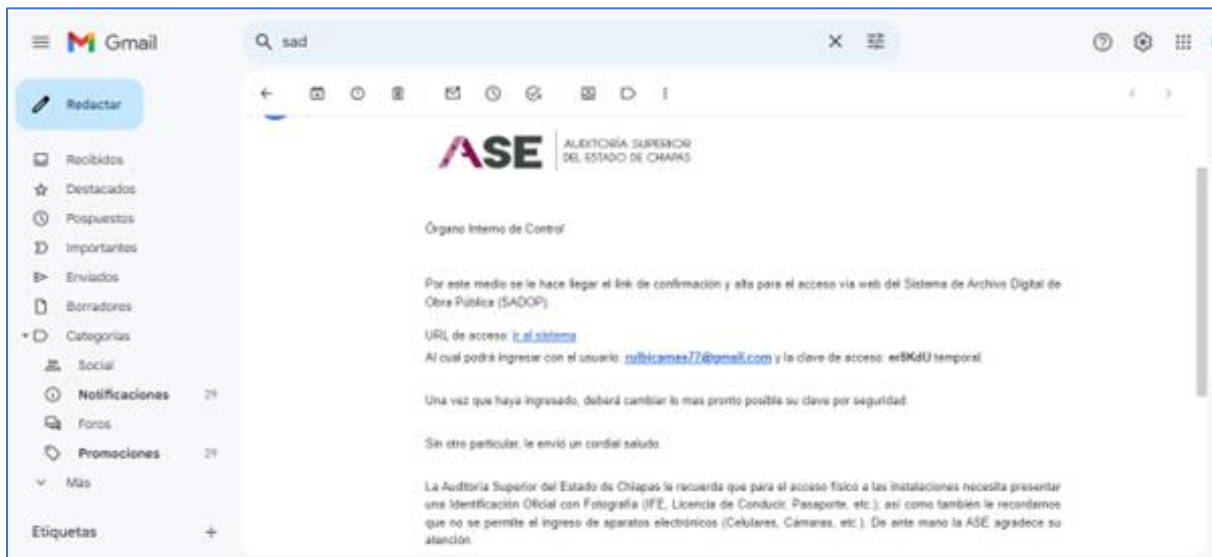 Gmail
sad
Redactar
Recibidos
Destacados
Pospuestos
Importantes
Enviados
Borradores
Categorías
Social
Notificaciones 29
Foros
Promociones 29
Más
Etiquetas +
ASE AUDITORÍA SUPERIOR
DEL ESTADO DE CHIAPAS
Órgano Interno de Control
Por este medio se le hace llegar el link de confirmación y alta para el acceso vía web del Sistema de Archivo Digital de
Obra Pública (SADOP).
URL de acceso: ir al sistema
Al cual podrá ingresar con el usuario: @gmail.com y la clave de acceso: temporal.
Una vez que haya ingresado, deberá cambiar lo mas pronto posible su clave por seguridad.
Sin otro particular, le envió un cordial saludo.
La Auditoría Superior del Estado de Chiapas le recuerda que para el acceso físico a las instalaciones necesita presentar
una Identificación Oficial con Fotografía (IFE, Licencia de Conducir, Pasaporte, etc.); así como también le recordamos
que no se permite el ingreso de aparatos electrónicos (Celulares, Cámaras, etc.). De ante mano la ASE agradece su
atención.